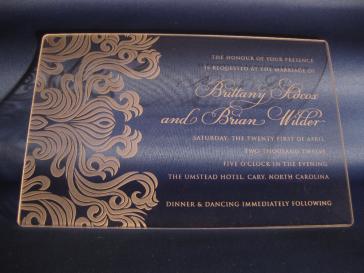 THE HONOUR OF YOUR PRESENCE
IS REQUESTED AT THE MARRIAGE OF
Brittany
and Brian Wilder
SATURDAY, THE TWENTY FIRST OF APRIL
TWO THOUSAND TWELVE
FIVE O'CLOCK IN THE EVENING
THE UMSTEAD HOTEL, CARY, NORTH CAROLINA
DINNER & DANCING IMMEDIATELY FOLLOWING